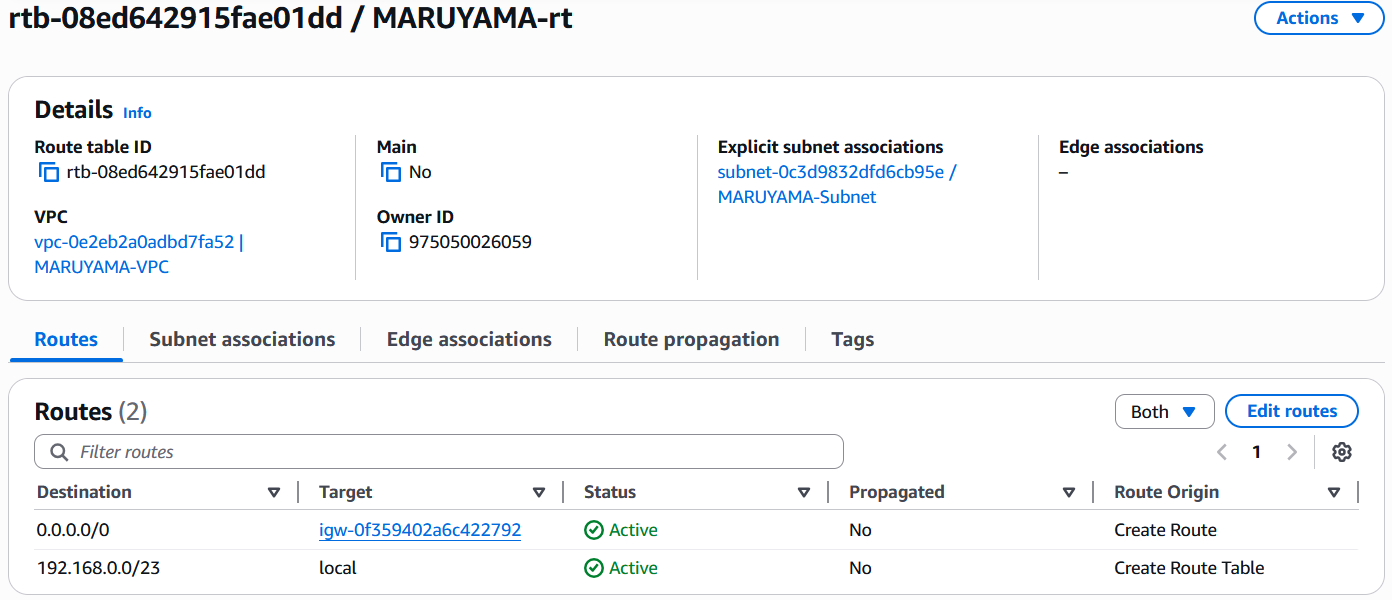 rtb-08ed642915fae01dd / MARUYAMA-rt
Actions
Details Info
Route table ID
rtb-08ed642915fae01dd
Main
No
Explicit subnet associations
subnet-0c3d9832dfd6cb95e /
MARUYAMA-Subnet
Edge associations
–
VPC
vpc-0e2eb2a0adbd7fa52 |
MARUYAMA-VPC
Owner ID
975050026059
Routes Subnet associations Edge associations Route propagation Tags
Routes (2)
Both Edit routes
Filter routes
1
Destination Target Status Propagated Route Origin
0.0.0.0/0 igw-0f359402a6c422792 Active No Create Route
192.168.0.0/23 local Active No Create Route Table